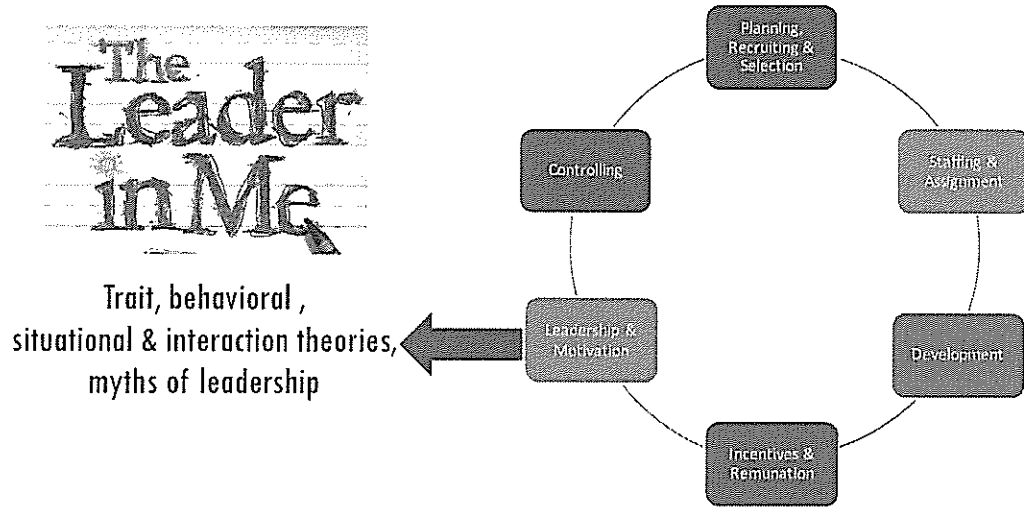 The
Leader
in Me
Trait, behavioral ,
situational & interaction theories,
myths of leadership
Planning,
Recruiting &
Selection
Staffing &
Assignment
Development
Incentives &
Remunation
Leadership &
Motivation
Controlling